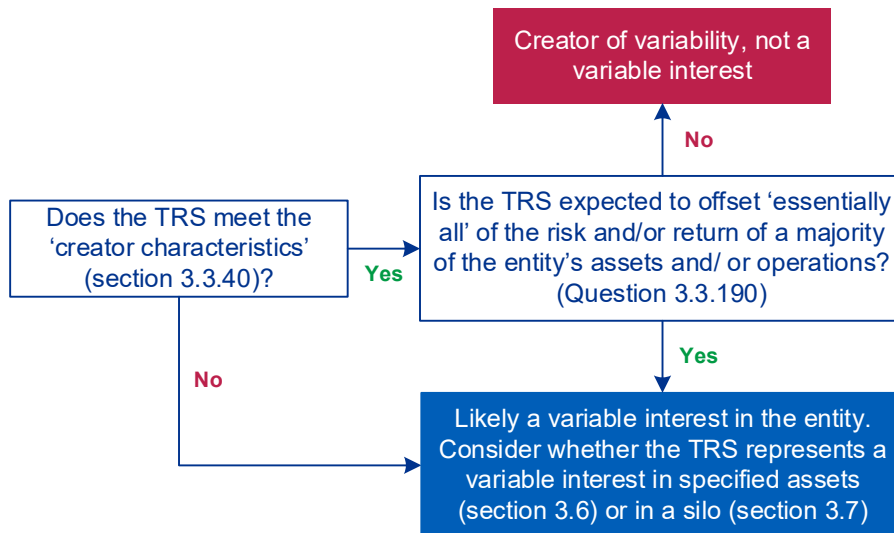 Creator of variability, not a
variable interest
No
Does the TRS meet the
‘creator characteristics’
(section 3.3.40)?
Yes
Is the TRS expected to offset ‘essentially
all’ of the risk and/or return of a majority
of the entity’s assets and/ or operations?
(Question 3.3.190)
No
Yes
Likely a variable interest in the entity.
Consider whether the TRS represents a
variable interest in specified assets
(section 3.6) or in a silo (section 3.7)